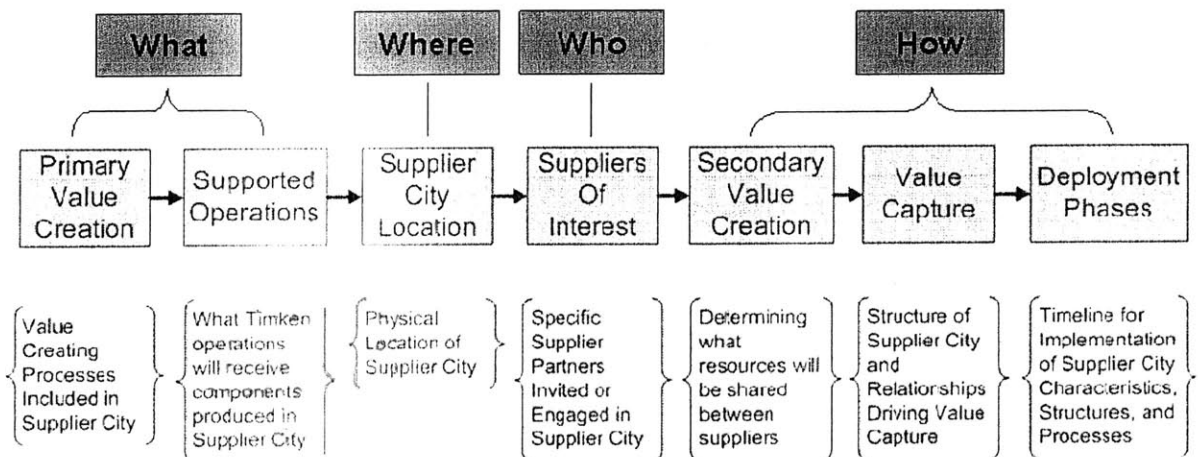 What
Where
Who
How
Primary
Value
Creation
Supported
Operations
Supplier
City
Location
Suppliers
Of
Interest
Secondary
Value
Creation
Value
Capture
Deployment
Phases
Value
Creating
Processes
Included in
Supplier City
What Timken
operations
will receive
components
produced in
Supplier City
Physical
Location of
Supplier City
Specific
Supplier
Partners
Invited or
Engaged in
Supplier City
Determining
what
resources will
be shared
between
suppliers
Structure of
Supplier City
and
Relationships
Driving Value
Capture
Timeline for
Implementation
of Supplier City
Characteristics,
Structures, and
Processes